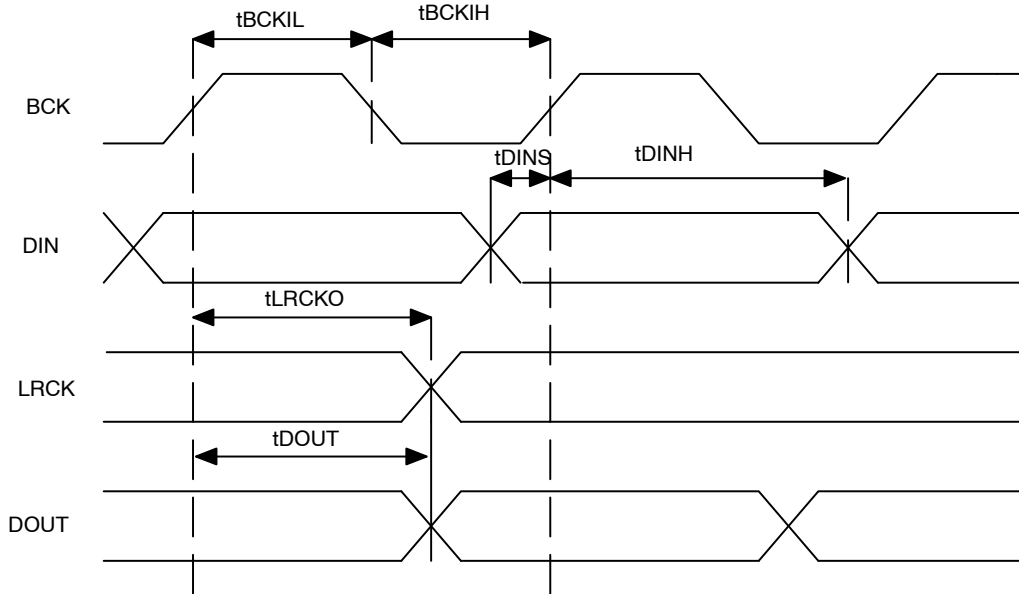 tBCKIL
tBCKIH
BCK
tDINS
tDINH
DIN
tLRCKO
LRCK
tDOUT
DOUT